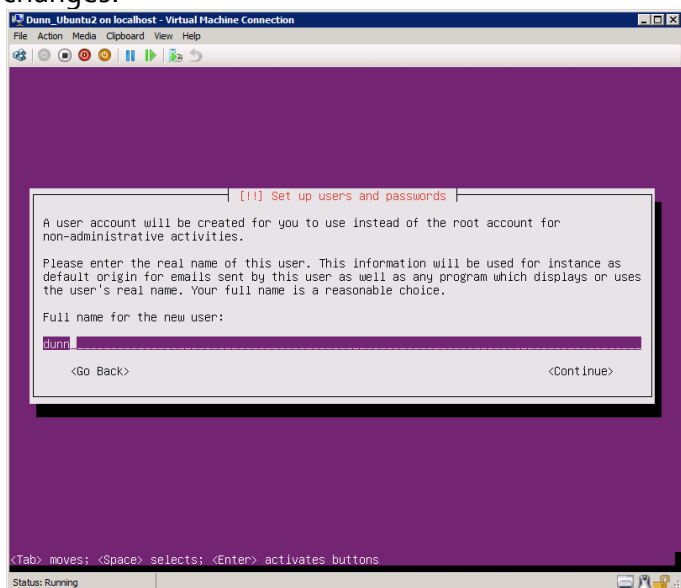 changes.
Dunn_Ubuntu2 on localhost - Virtual Machine Connection
File Action Media Clipboard View Help
[!!] Set up users and passwords
A user account will be created for you to use instead of the root account for
non-administrative activities.
Please enter the real name of this user. This information will be used for instance as
default origin for emails sent by this user as well as any program which displays or uses
the user's real name. Your full name is a reasonable choice.
Full name for the new user:
dunn
<Go Back> <Continue>
<Tab> moves; <Space> selects; <Enter> activates buttons
Status: Running